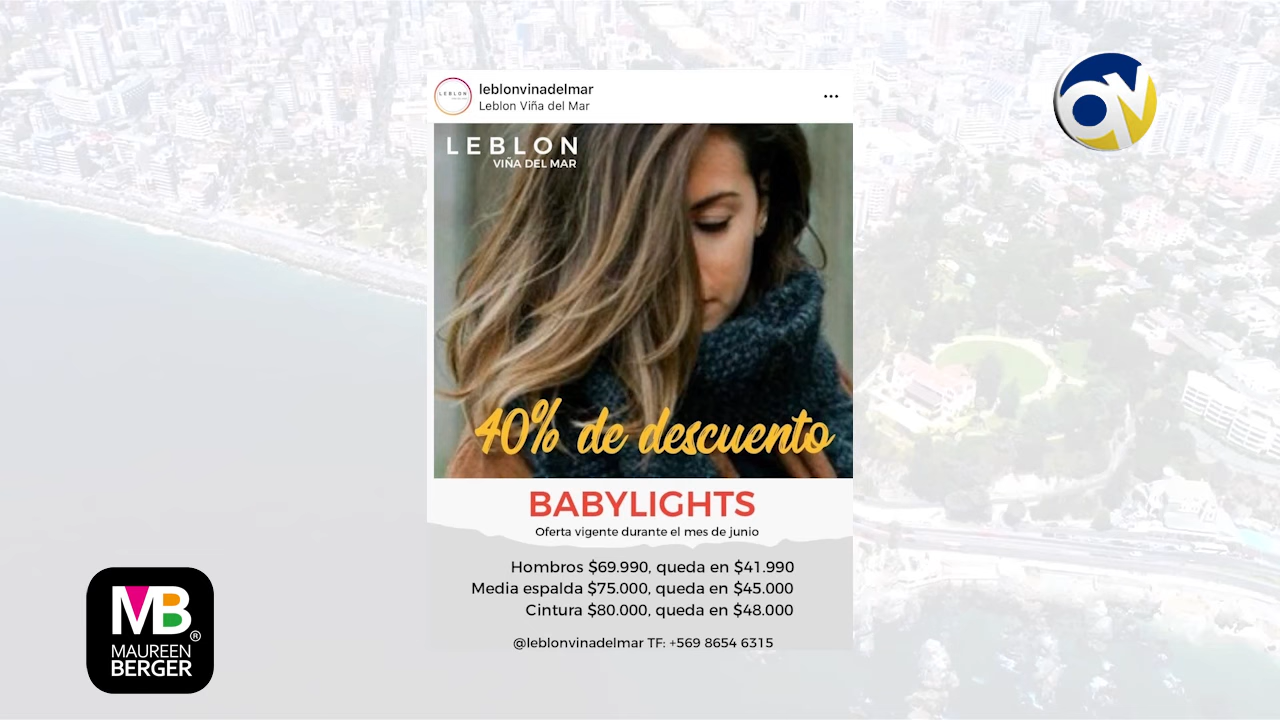 leblonvinadelmar
Leblon Viña del Mar
LEBLON
LEBLON
VIÑA DEL MAR
40% de descuento
BABYLIGHTS
Oferta vigente durante el mes de junio
Hombros $69.990, queda en $41.990
Media espalda $75.000, queda en $45.000
Cintura $80.000, queda en $48.000
@leblonvinadelmar TF: +569 8654 6315
OV
MB®
MAUREEN
BERGER